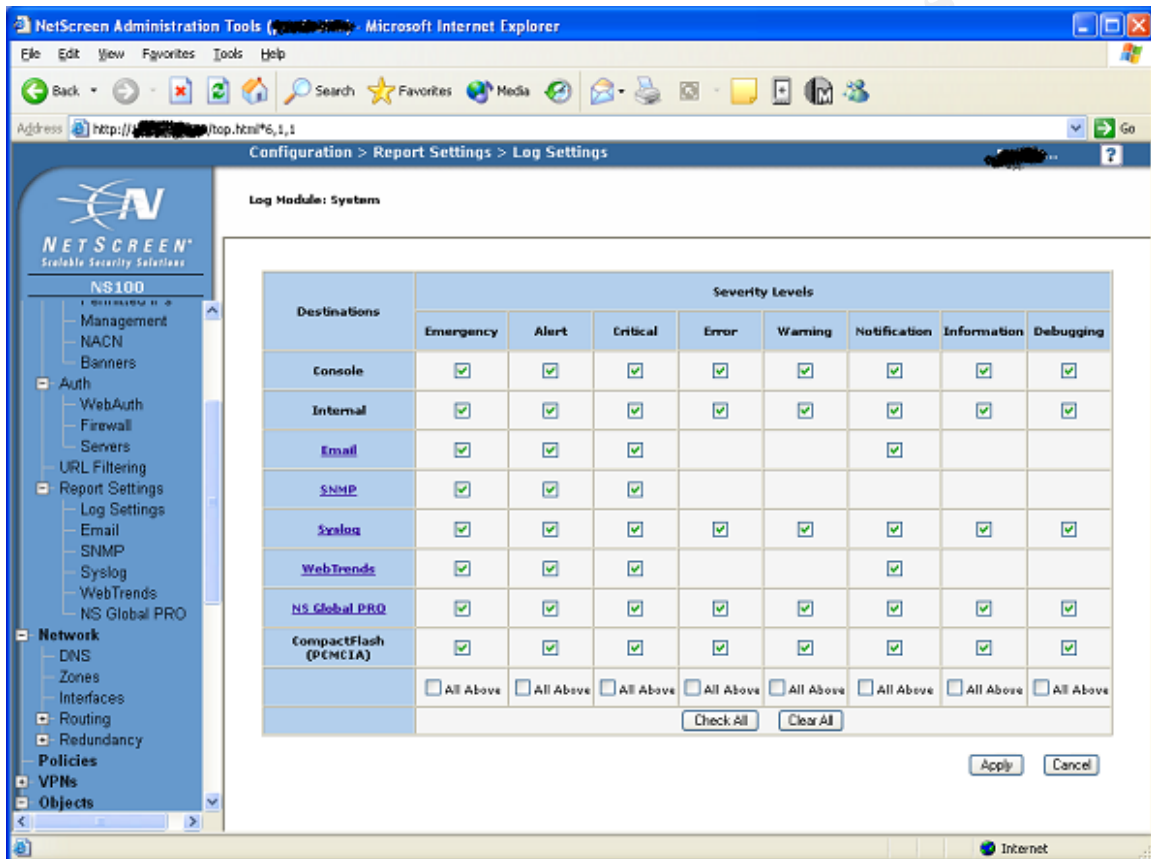 NetScreen Administration Tools ( - Microsoft Internet Explorer
File Edit View Favorites Tools Help
Back Search Favorites Media
Address http:// /top.html*6,1,1 Go
Configuration > Report Settings > Log Settings ... ?
NETSCREEN
Scalable Security Solutions
NS100
Management
NACN
Banners
Auth
WebAuth
Firewall
Servers
URL Filtering
Report Settings
Log Settings
Email
SNMP
Syslog
WebTrends
NS Global PRO
Network
DNS
Zones
Interfaces
Routing
Redundancy
Policies
VPNs
Objects
Log Module: System
Destinations Severity Levels
Emergency Alert Critical Error Warning Notification Information Debugging
Console
Internal
Email
SNMP
Syslog
WebTrends
NS Global PRO
CompactFlash
(PCMCIA)
All Above All Above All Above All Above All Above All Above All Above All Above
Check All Clear All
Apply Cancel
Internet